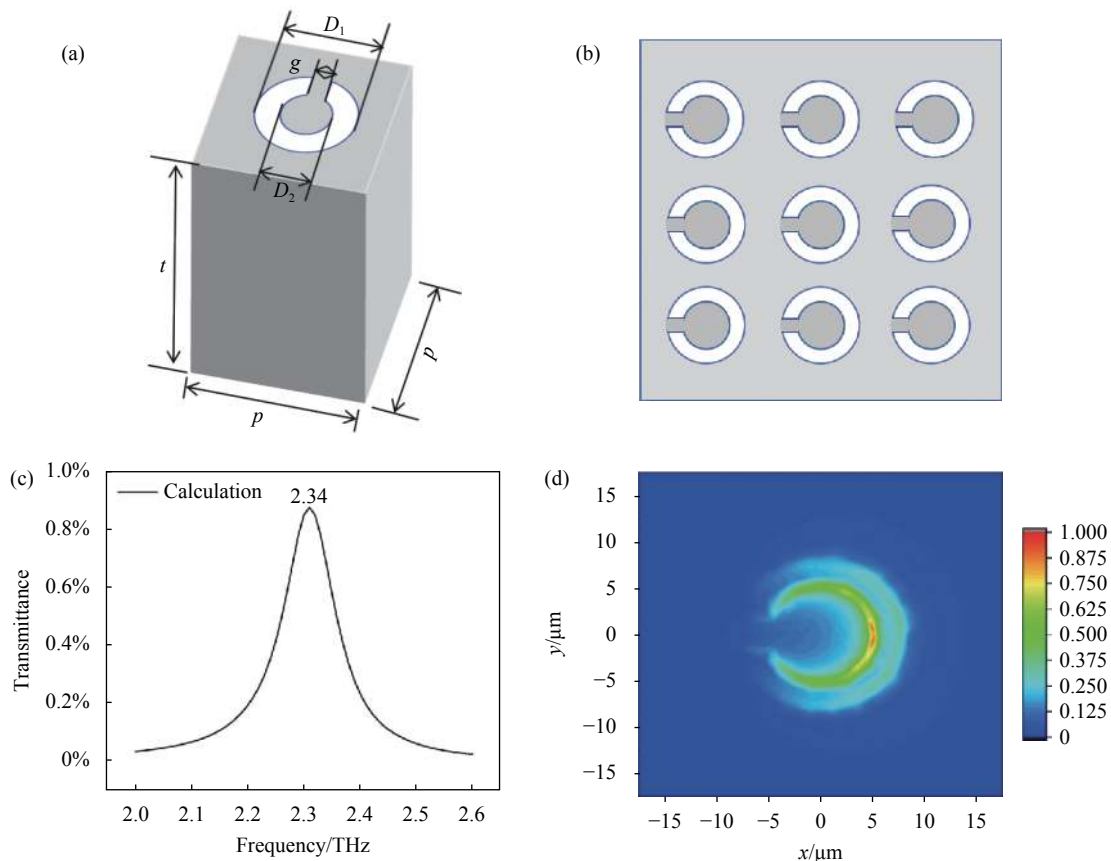 (a)
D1
g
D2
t
p
p
(b)
(c)
1.0%
0.8%
0.6%
0.4%
0.2%
0%
Transmittance
Calculation
2.34
2.0 2.1 2.2 2.3 2.4 2.5 2.6
Frequency/THz
(d)
15
10
5
0
−5
−10
−15
y/μm
−15 −10 −5 0 5 10 15
x/μm
1.000
0.875
0.750
0.625
0.500
0.375
0.250
0.125
0